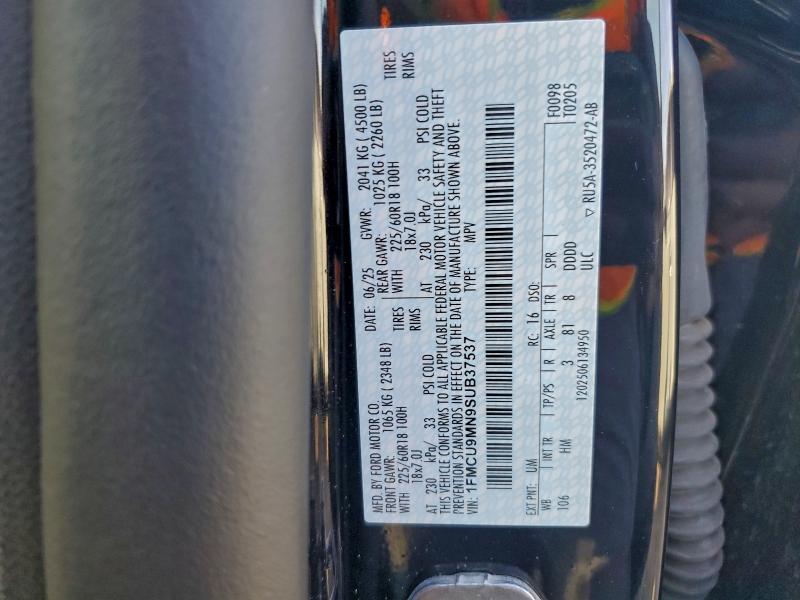 MFD. BY FORD MOTOR CO. DATE: 06/25 GVWR: 2041 KG ( 4500 LB)
FRONT GAWR: 1065 KG ( 2348 LB) REAR GAWR: 1025 KG ( 2260 LB)
WITH 225/60R18 100H TIRES WITH 225/60R18 100H TIRES
18x7.0J RIMS 18x7.0J RIMS
AT 230 kPa/ 33 PSI COLD AT 230 kPa/ 33 PSI COLD
THIS VEHICLE CONFORMS TO ALL APPLICABLE FEDERAL MOTOR VEHICLE SAFETY AND THEFT
PREVENTION STANDARDS IN EFFECT ON THE DATE OF MANUFACTURE SHOWN ABOVE.
VIN: 1FMCU9MN9SUB37537 TYPE: MPV
EXT PNT: UM RC: 16 DSO: F0098
WB INT TR TP/PS R AXLE TR SPR T0205
106 HM 3 81 8 DDDD
1202506134950 ULC ▽ RU5A-3520472-AB